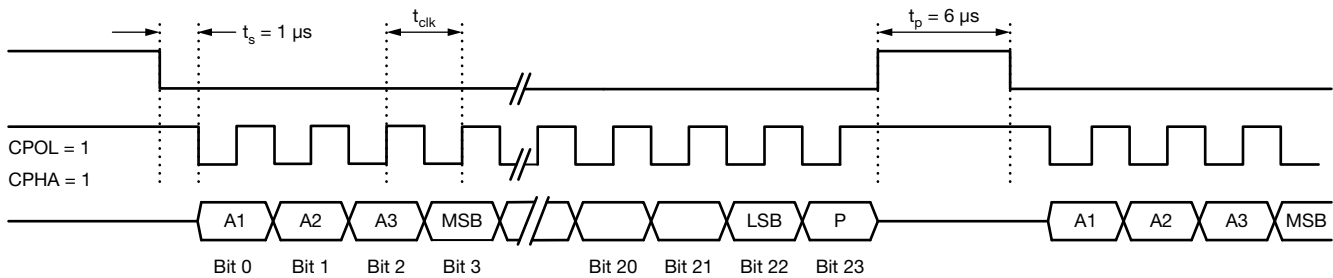 t_s = 1 µs t_clk t_p = 6 µs
CPOL = 1
CPHA = 1
A1 A2 A3 MSB LSB P A1 A2 A3 MSB
Bit 0 Bit 1 Bit 2 Bit 3 Bit 20 Bit 21 Bit 22 Bit 23